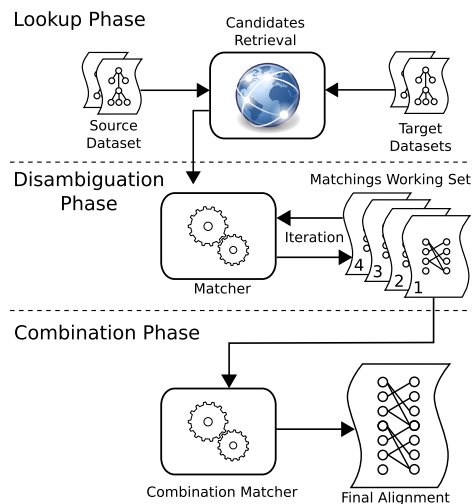 Lookup Phase
Candidates
Retrieval
Source
Dataset
Target
Datasets
Disambiguation
Phase
Matchings Working Set
Iteration
4
3
2
1
Matcher
Combination Phase
Combination Matcher
Final Alignment